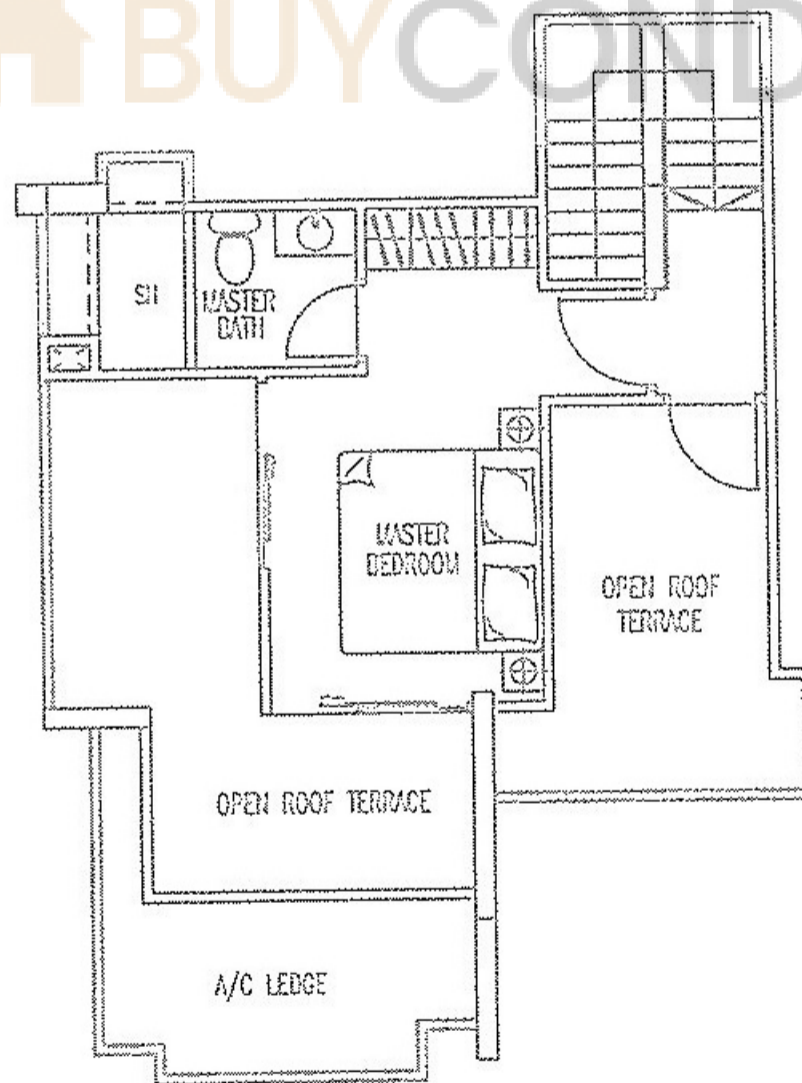 BUYCOND
SH
MASTER
BATH
MASTER
BEDROOM
OPEN ROOF
TERRACE
OPEN ROOF TERRACE
A/C LEDGE